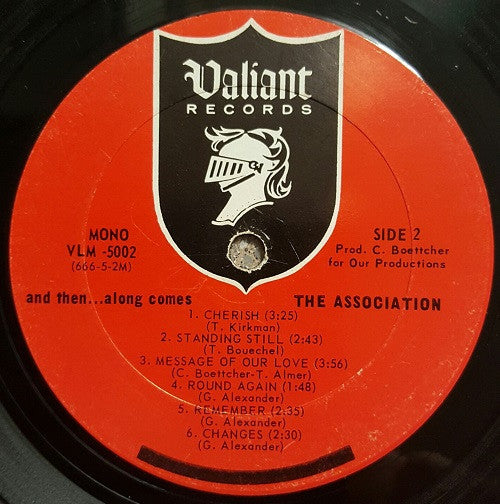 Valiant
RECORDS
MONO
VLM -5002
(666-5-2M)
SIDE 2
Prod. C. Boettcher
for Our Productions
and then...along comes THE ASSOCIATION
1. CHERISH (3:25)
(T. Kirkman)
2. STANDING STILL (2:43)
(T. Bouechel)
3. MESSAGE OF OUR LOVE (3:56)
(C. Boettcher-T. Almer)
4. ROUND AGAIN (1:48)
(G. Alexander)
5. REMEMBER (2:35)
(G. Alexander)
6. CHANGES (2:30)
(G. Alexander)